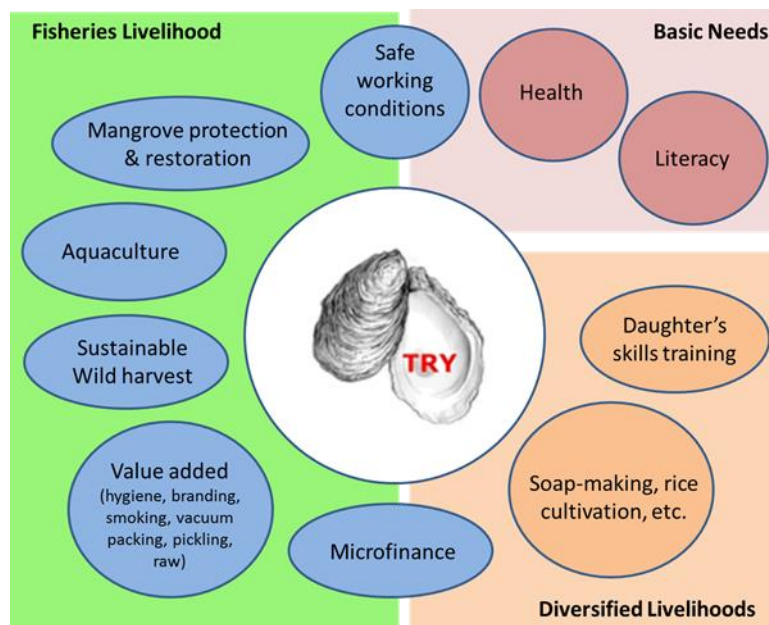 Fisheries Livelihood
Basic Needs
Safe
working
conditions
Health
Literacy
Mangrove protection
& restoration
Aquaculture
Sustainable
Wild harvest
TRY
Daughter’s
skills training
Value added
(hygiene, branding,
smoking, vacuum
packing, pickling,
raw)
Soap-making, rice
cultivation, etc.
Microfinance
Diversified Livelihoods